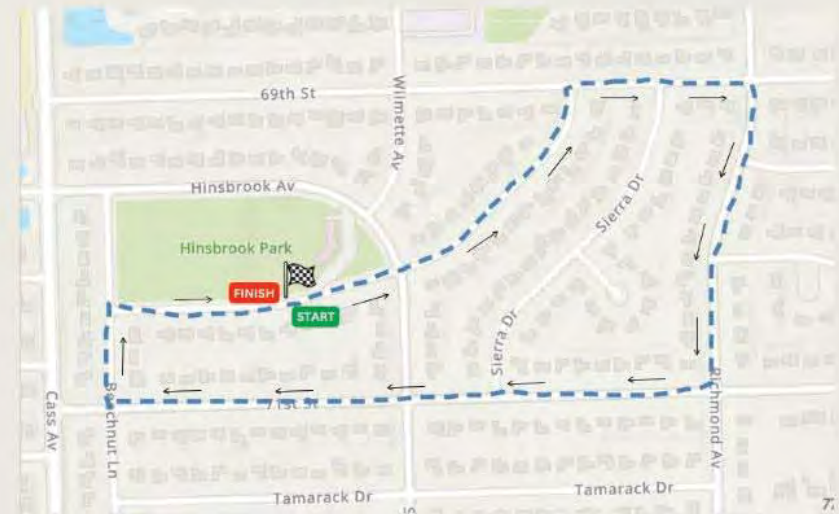 69th St
Wilmette Av
Hinsbrook Av
Sierra Dr
Hinsbrook Park
FINISH
START
Sierra Dr
Cass Av
Beechnut Ln
71st St
Richmond Av
Tamarack Dr
Tamarack Dr